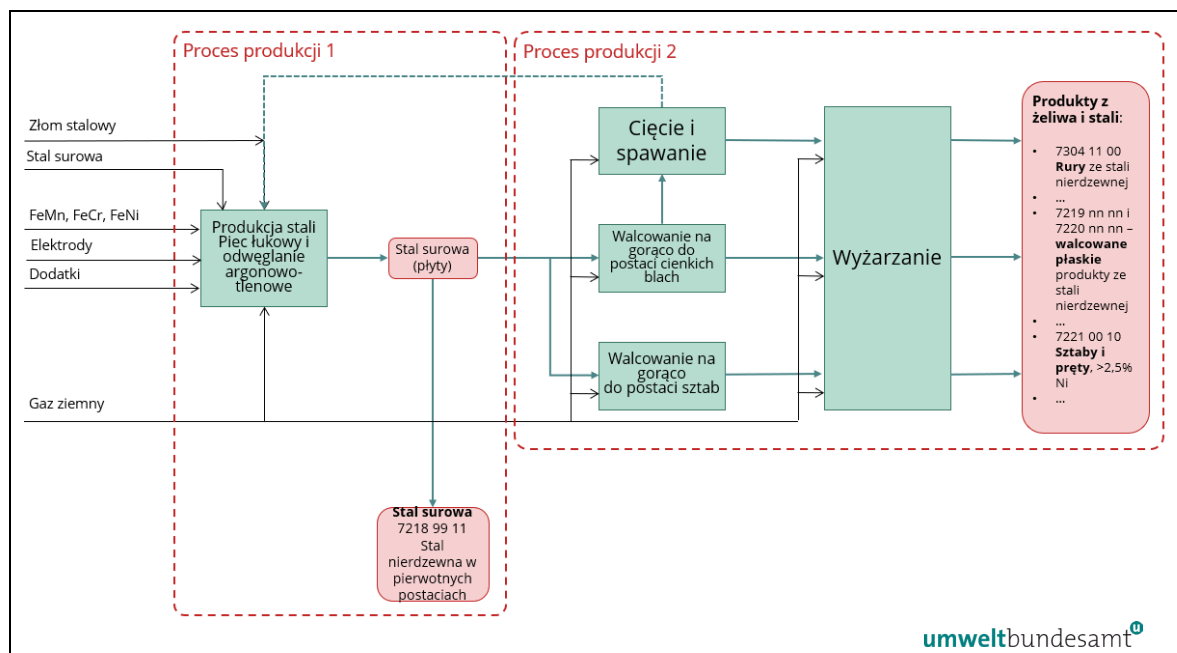 Proces produkcji 1
Proces produkcji 2
Złom stalowy
Stal surowa
FeMn, FeCr, FeNi
Elektrody
Dodatki
Gaz ziemny
Produkcja stali
Piec łukowy i
odwęglanie
argonowo-
tlenowe
Stal surowa
(płyty)
Stal surowa
7218 99 11
Stal
nierdzewna w
pierwotnych
postaciach
Cięcie i
spawanie
Walcowanie na
gorąco do
postaci cienkich
blach
Walcowanie na
gorąco
do postaci sztab
Wyżarzanie
Produkty z
żeliwa i stali:
• 7304 11 00
Rury ze stali
nierdzewnej
• ...
• 7219 nn nn i
7220 nn nn –
walcowane
płaskie
produkty ze
stali
nierdzewnej
• ...
• 7221 00 10
Sztaby i
pręty, >2,5%
Ni
• ...
umweltbundesamt u